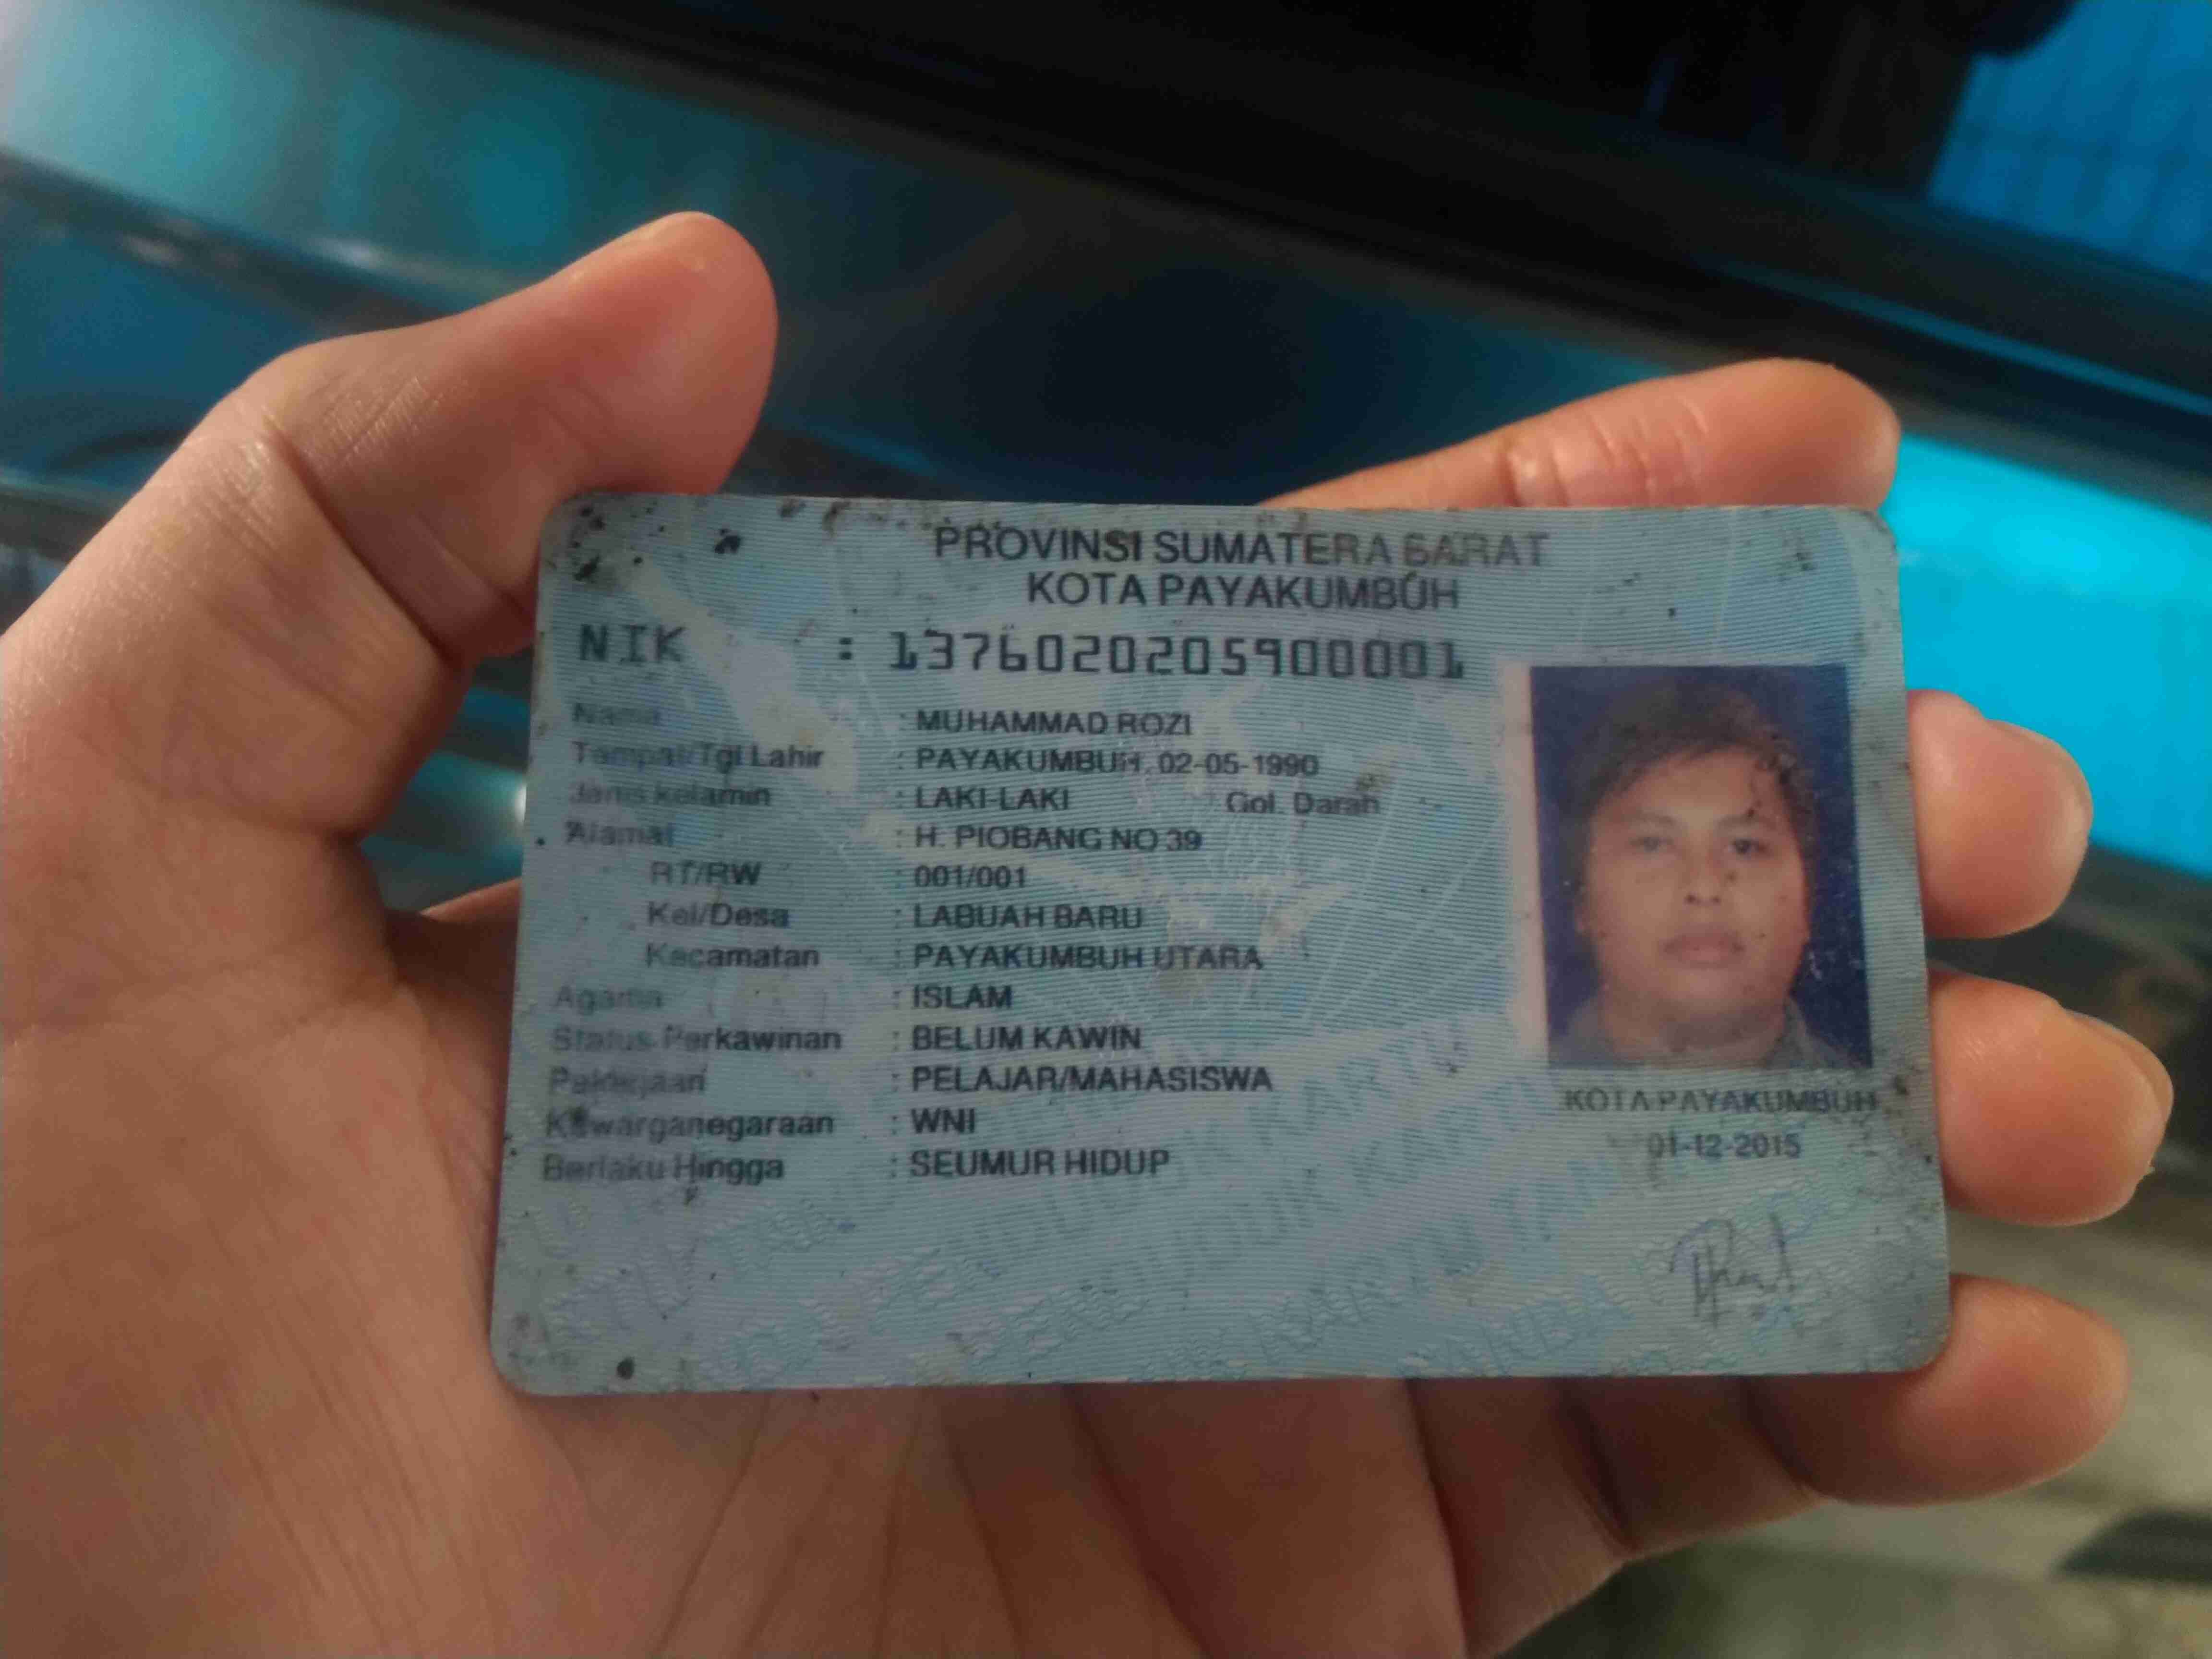 PROVINSI SUMATERA BARAT
KOTA PAYAKUMBUH
NIK : 1376020205900001
Nama : MUHAMMAD ROZI
Tempat/Tgl Lahir : PAYAKUMBUH, 02-05-1990
Jenis kelamin : LAKI-LAKI Gol. Darah
Alamat : H. PIOBANG NO 39
RT/RW : 001/001
Kel/Desa : LABUAH BARU
Kecamatan : PAYAKUMBUH UTARA
Agama : ISLAM
Status Perkawinan : BELUM KAWIN
Pekerjaan : PELAJAR/MAHASISWA
Kewarganegaraan : WNI
Berlaku Hingga : SEUMUR HIDUP
KOTA PAYAKUMBUH
01-12-2015